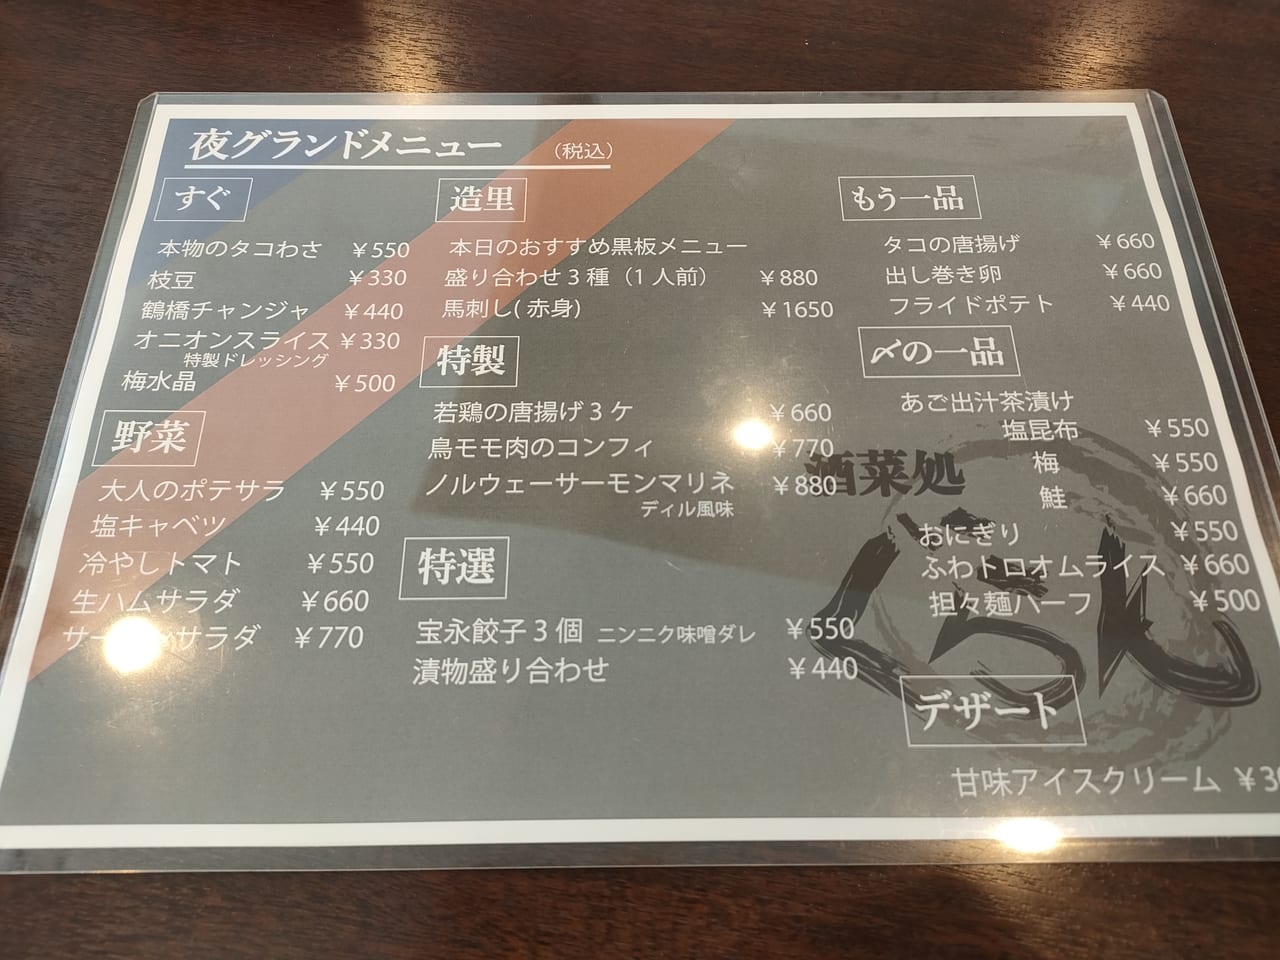 夜グランドメニュー （税込）
すぐ
本物のタコわさ ￥550
枝豆 ￥330
鶴橋チャンジャ ￥440
オニオンスライス ￥330
特製ドレッシング
梅水晶 ￥500
野菜
大人のポテサラ ￥550
塩キャベツ ￥440
冷やしトマト ￥550
生ハムサラダ ￥660
サラダ ￥770
造里
本日のおすすめ黒板メニュー
盛り合わせ3種（1人前） ￥880
馬刺し(赤身) ￥1650
特製
若鶏の唐揚げ3ケ ￥660
鳥モモ肉のコンフィ ￥770
ノルウェーサーモンマリネ ￥880
ディル風味
特選
宝永餃子3個 ニンニク味噌ダレ ￥550
漬物盛り合わせ ￥440
もう一品
タコの唐揚げ ￥660
出し巻き卵 ￥660
フライドポテト ￥440
〆の一品
あご出汁茶漬け
塩昆布 ￥550
梅 ￥550
鮭 ￥660
おにぎり ￥550
ふわトロオムライス ￥660
担々麺ハーフ ￥500
デザート
甘味アイスクリーム
酒菜処